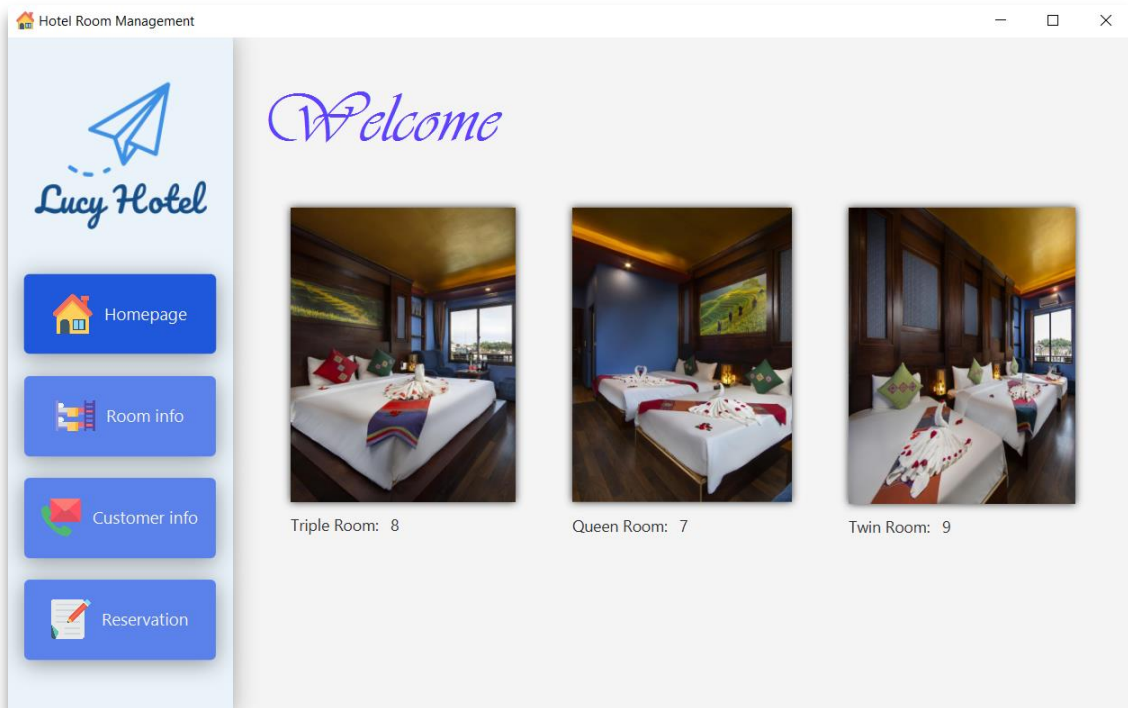 Hotel Room Management
Lucy Hotel
Homepage
Room info
Customer info
Reservation
Welcome
Triple Room: 8
Queen Room: 7
Twin Room: 9